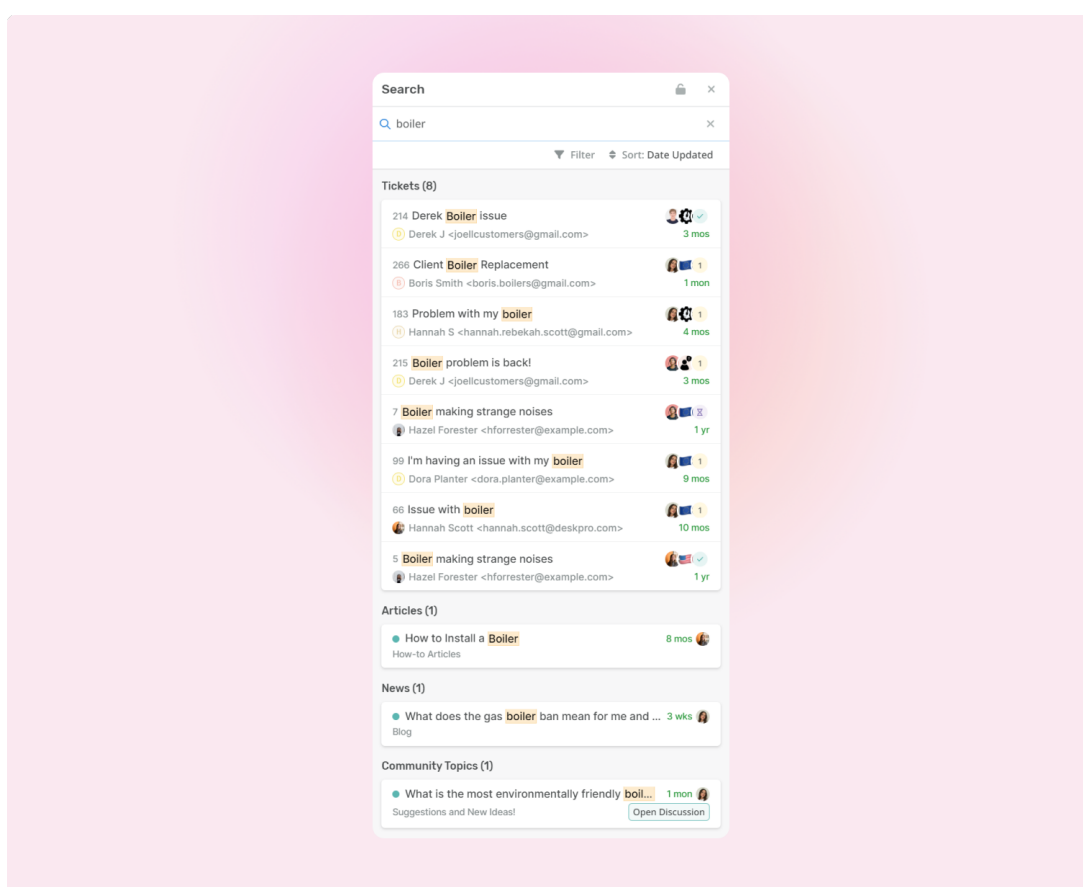 Search
boiler
Filter Sort: Date Updated
Tickets (8)
214 Derek Boiler issue
D Derek J <joellcustomers@gmail.com> 3 mos
266 Client Boiler Replacement 1
B Boris Smith <boris.boilers@gmail.com> 1 mon
183 Problem with my boiler 1
H Hannah S <hannah.rebekah.scott@gmail.com> 4 mos
215 Boiler problem is back! 1
D Derek J <joellcustomers@gmail.com> 3 mos
7 Boiler making strange noises
Hazel Forester <hforrester@example.com> 1 yr
99 I'm having an issue with my boiler 1
D Dora Planter <dora.planter@example.com> 9 mos
66 Issue with boiler 1
Hannah Scott <hannah.scott@deskpro.com> 10 mos
5 Boiler making strange noises
Hazel Forester <hforrester@example.com> 1 yr
Articles (1)
How to Install a Boiler 8 mos
How-to Articles
News (1)
What does the gas boiler ban mean for me and ... 3 wks
Blog
Community Topics (1)
What is the most environmentally friendly boil... 1 mon
Suggestions and New Ideas! Open Discussion